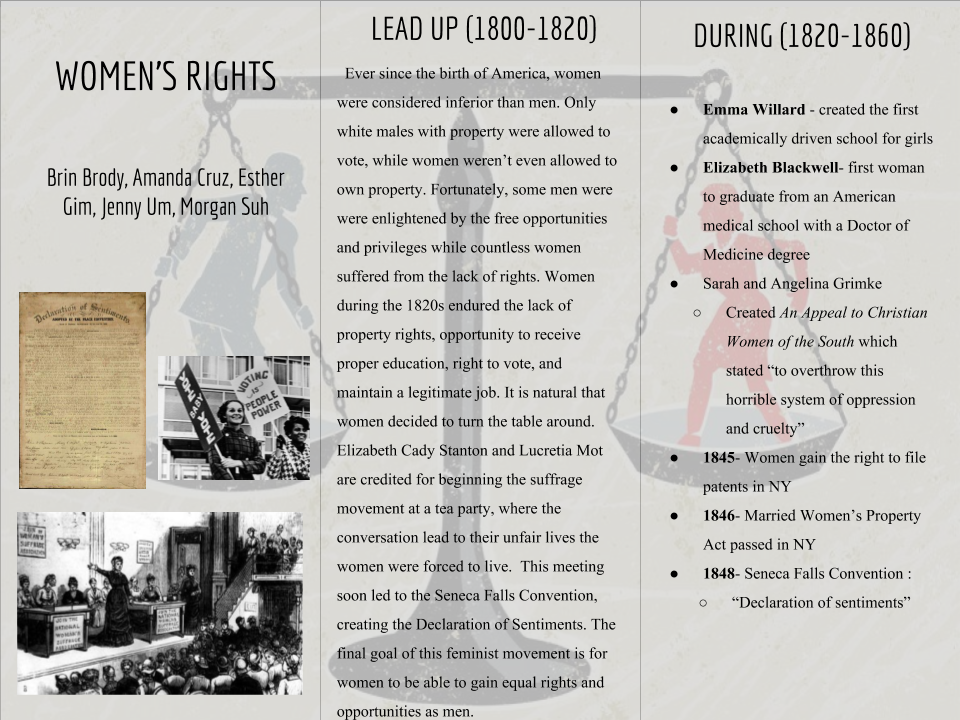 WOMEN'S RIGHTS
Brin Brody, Amanda Cruz, Esther
Gim, Jenny Um, Morgan Suh
Declaration of Sentiments
VOTING
IS
PEOPLE
POWER
LEAD UP (1800-1820)
Ever since the birth of America, women
were considered inferior than men. Only
white males with property were allowed to
vote, while women weren't even allowed to
own property. Fortunately, some men were
were enlightened by the free opportunities
and privileges while countless women
suffered from the lack of rights. Women
during the 1820s endured the lack of
property rights, opportunity to receive
proper education, right to vote, and
maintain a legitimate job. It is natural that
women decided to turn the table around.
Elizabeth Cady Stanton and Lucretia Mot
are credited for beginning the suffrage
movement at a tea party, where the
conversation lead to their unfair lives the
women were forced to live.  This meeting
soon led to the Seneca Falls Convention,
creating the Declaration of Sentiments. The
final goal of this feminist movement is for
women to be able to gain equal rights and
opportunities as men.
DURING (1820-1860)
● Emma Willard - created the first
academically driven school for girls
● Elizabeth Blackwell- first woman
to graduate from an American
medical school with a Doctor of
Medicine degree
● Sarah and Angelina Grimke
○ Created An Appeal to Christian
Women of the South which
stated “to overthrow this
horrible system of oppression
and cruelty”
● 1845- Women gain the right to file
patents in NY
● 1846- Married Women's Property
Act passed in NY
● 1848- Seneca Falls Convention :
○ “Declaration of sentiments”